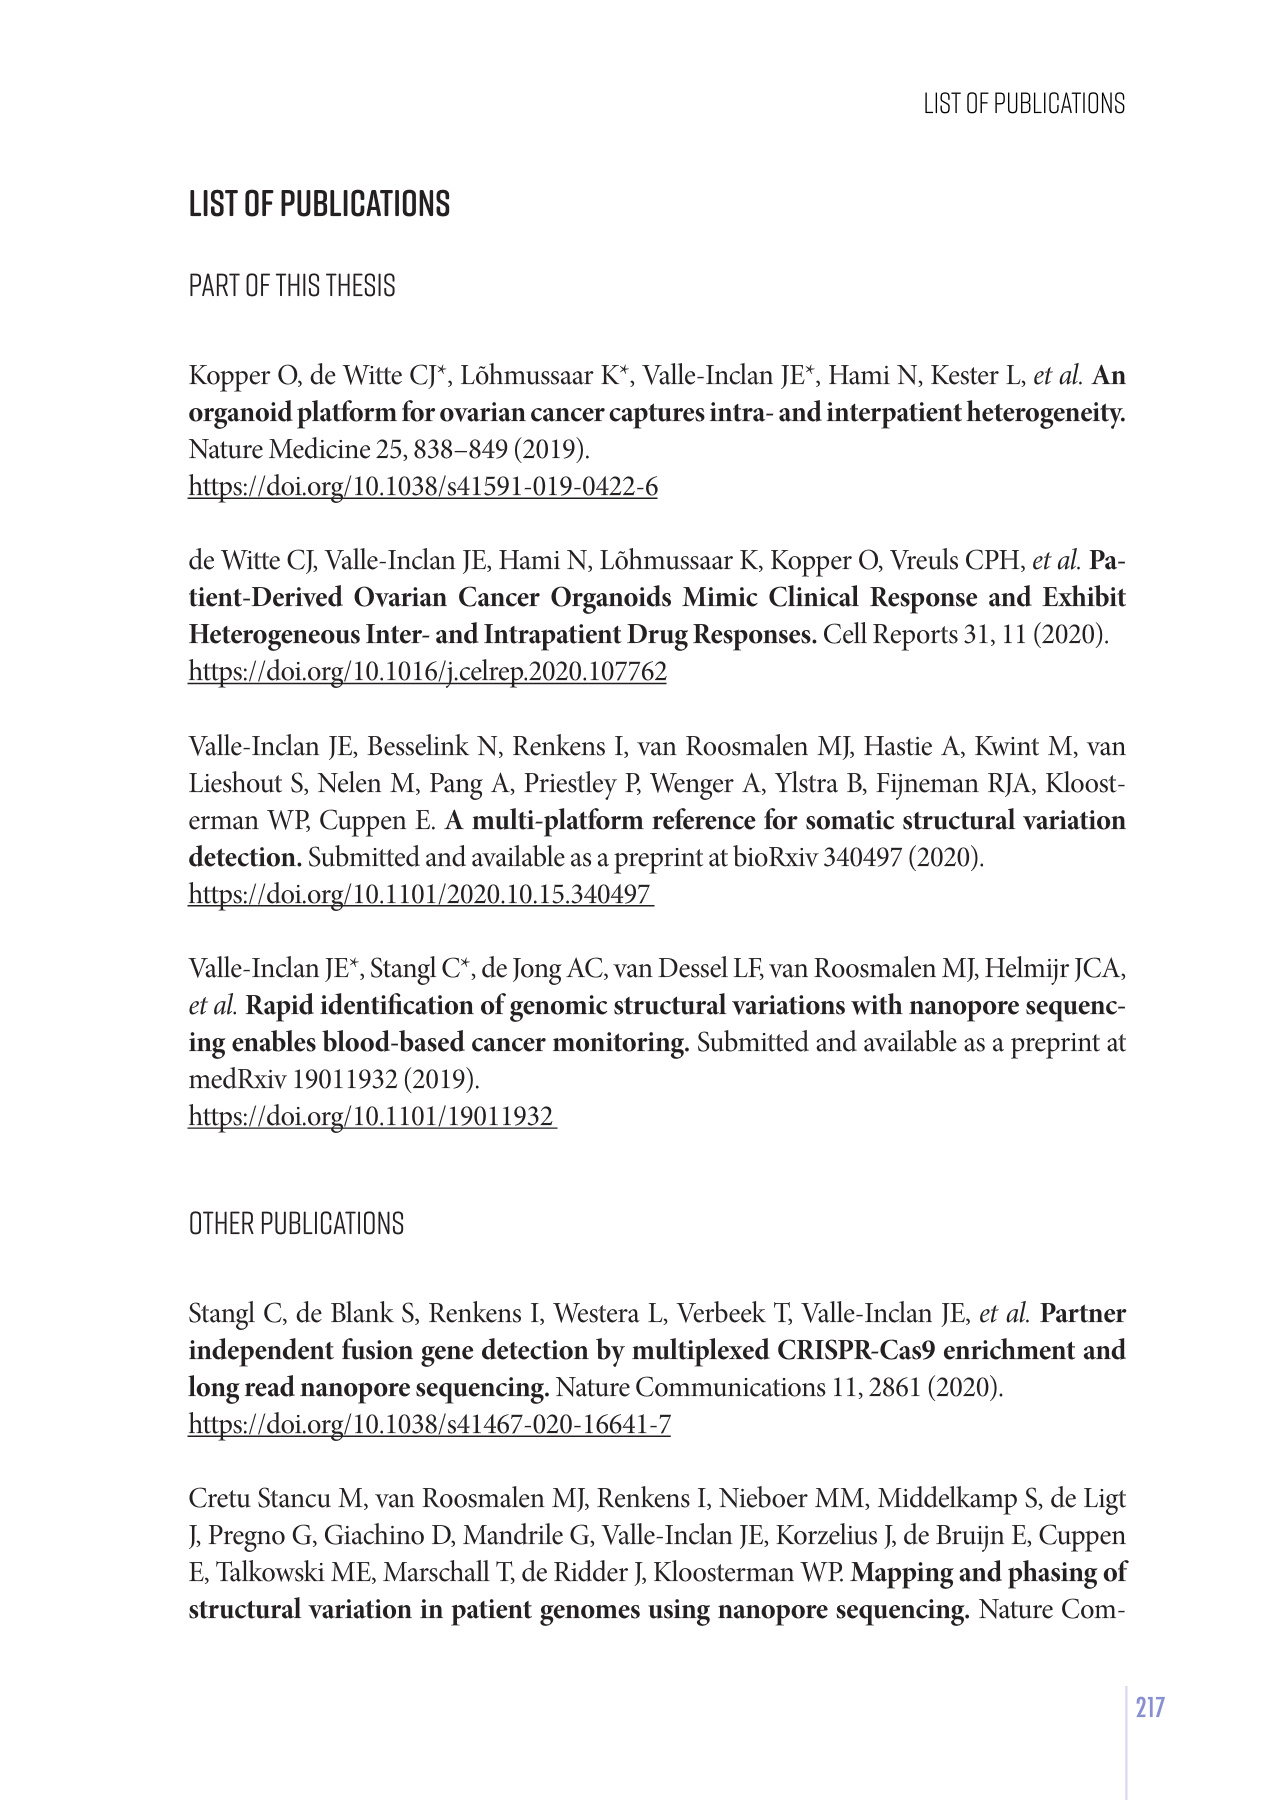 LIST OF PUBLICATIONS
LIST OF PUBLICATIONS
PART OF THIS THESIS
Kopper O, de Witte CJ*, Lõhmussaar K*, Valle-Inclan JE*, Hami N, Kester L, et al. An
organoid platform for ovarian cancer captures intra- and interpatient heterogeneity.
Nature Medicine 25, 838–849 (2019).
https://doi.org/10.1038/s41591-019-0422-6
de Witte CJ, Valle-Inclan JE, Hami N, Lõhmussaar K, Kopper O, Vreuls CPH, et al. Pa-
tient-Derived Ovarian Cancer Organoids Mimic Clinical Response and Exhibit
Heterogeneous Inter- and Intrapatient Drug Responses. Cell Reports 31, 11 (2020).
https://doi.org/10.1016/j.celrep.2020.107762
Valle-Inclan JE, Besselink N, Renkens I, van Roosmalen MJ, Hastie A, Kwint M, van
Lieshout S, Nelen M, Pang A, Priestley P, Wenger A, Ylstra B, Fijneman RJA, Kloost-
erman WP, Cuppen E. A multi-platform reference for somatic structural variation
detection. Submitted and available as a preprint at bioRxiv 340497 (2020).
https://doi.org/10.1101/2020.10.15.340497
Valle-Inclan JE*, Stangl C*, de Jong AC, van Dessel LF, van Roosmalen MJ, Helmijr JCA,
et al. Rapid identification of genomic structural variations with nanopore sequenc-
ing enables blood-based cancer monitoring. Submitted and available as a preprint at
medRxiv 19011932 (2019).
https://doi.org/10.1101/19011932
OTHER PUBLICATIONS
Stangl C, de Blank S, Renkens I, Westera L, Verbeek T, Valle-Inclan JE, et al. Partner
independent fusion gene detection by multiplexed CRISPR-Cas9 enrichment and
long read nanopore sequencing. Nature Communications 11, 2861 (2020).
https://doi.org/10.1038/s41467-020-16641-7
Cretu Stancu M, van Roosmalen MJ, Renkens I, Nieboer MM, Middelkamp S, de Ligt
J, Pregno G, Giachino D, Mandrile G, Valle-Inclan JE, Korzelius J, de Bruijn E, Cuppen
E, Talkowski ME, Marschall T, de Ridder J, Kloosterman WP. Mapping and phasing of
structural variation in patient genomes using nanopore sequencing. Nature Com-
217